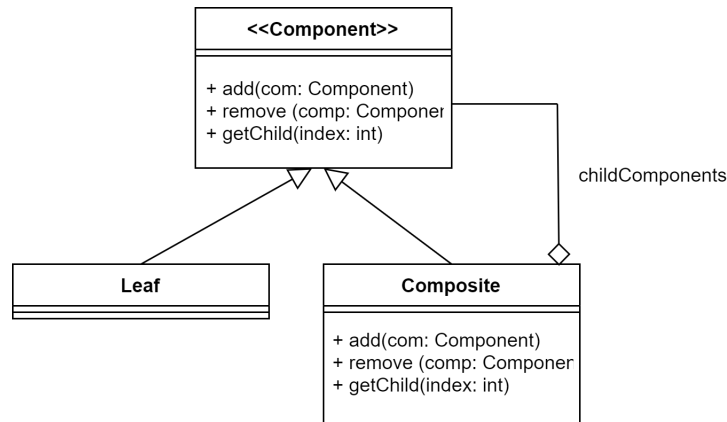 <<Component>>
+ add(com: Component)
+ remove (comp: Componer
+ getChild(index: int)
childComponents
Leaf
Composite
+ add(com: Component)
+ remove (comp: Componer
+ getChild(index: int)